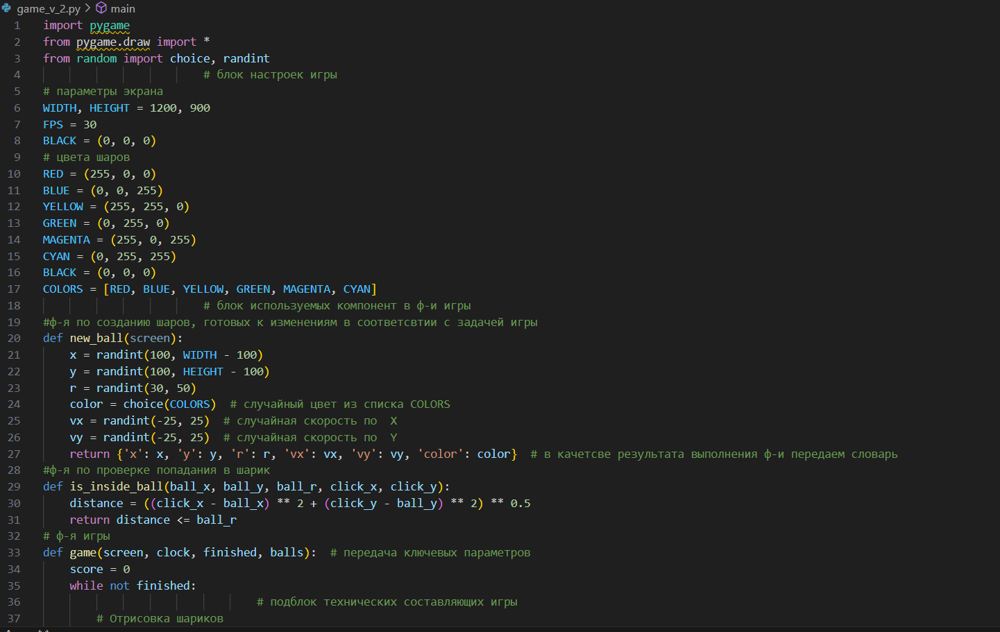 game_v_2.py > main
1 import pygame
2 from pygame.draw import *
3 from random import choice, randint
4 # блок настроек игры
5 # параметры экрана
6 WIDTH, HEIGHT = 1200, 900
7 FPS = 30
8 BLACK = (0, 0, 0)
9 # цвета шаров
10 RED = (255, 0, 0)
11 BLUE = (0, 0, 255)
12 YELLOW = (255, 255, 0)
13 GREEN = (0, 255, 0)
14 MAGENTA = (255, 0, 255)
15 CYAN = (0, 255, 255)
16 BLACK = (0, 0, 0)
17 COLORS = [RED, BLUE, YELLOW, GREEN, MAGENTA, CYAN]
18 # блок используемых компонент в ф-и игры
19 #ф-я по созданию шаров, готовых к изменениям в соответсвтии с задачей игры
20 def new_ball(screen):
21 x = randint(100, WIDTH - 100)
22 y = randint(100, HEIGHT - 100)
23 r = randint(30, 50)
24 color = choice(COLORS) # случайный цвет из списка COLORS
25 vx = randint(-25, 25) # случайная скорость по X
26 vy = randint(-25, 25) # случайная скорость по Y
27 return {'x': x, 'y': y, 'r': r, 'vx': vx, 'vy': vy, 'color': color} # в качетсве результата выполнения ф-и передаем словарь
28 #ф-я по проверке попадания в шарик
29 def is_inside_ball(ball_x, ball_y, ball_r, click_x, click_y):
30 distance = ((click_x - ball_x) ** 2 + (click_y - ball_y) ** 2) ** 0.5
31 return distance <= ball_r
32 # ф-я игры
33 def game(screen, clock, finished, balls): # передача ключевых параметров
34 score = 0
35 while not finished:
36 # подблок технических составляющих игры
37 # Отрисовка шариков